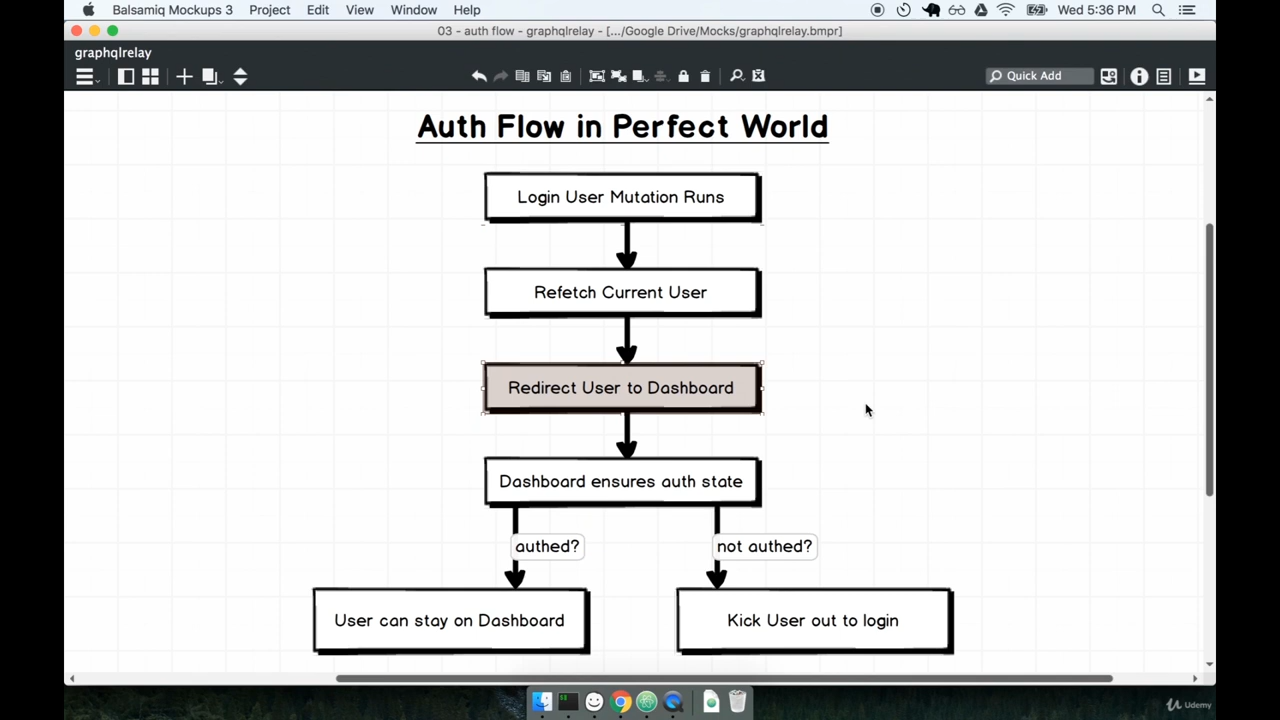 Balsamiq Mockups 3 Project Edit View Window Help Wed 5:36 PM
03 - auth flow - graphqlrelay - [.../Google Drive/Mocks/graphqlrelay.bmpr]
graphqlrelay
Quick Add
Auth Flow in Perfect World
Login User Mutation Runs
Refetch Current User
Redirect User to Dashboard
Dashboard ensures auth state
authed?
not authed?
User can stay on Dashboard
Kick User out to login
Udemy